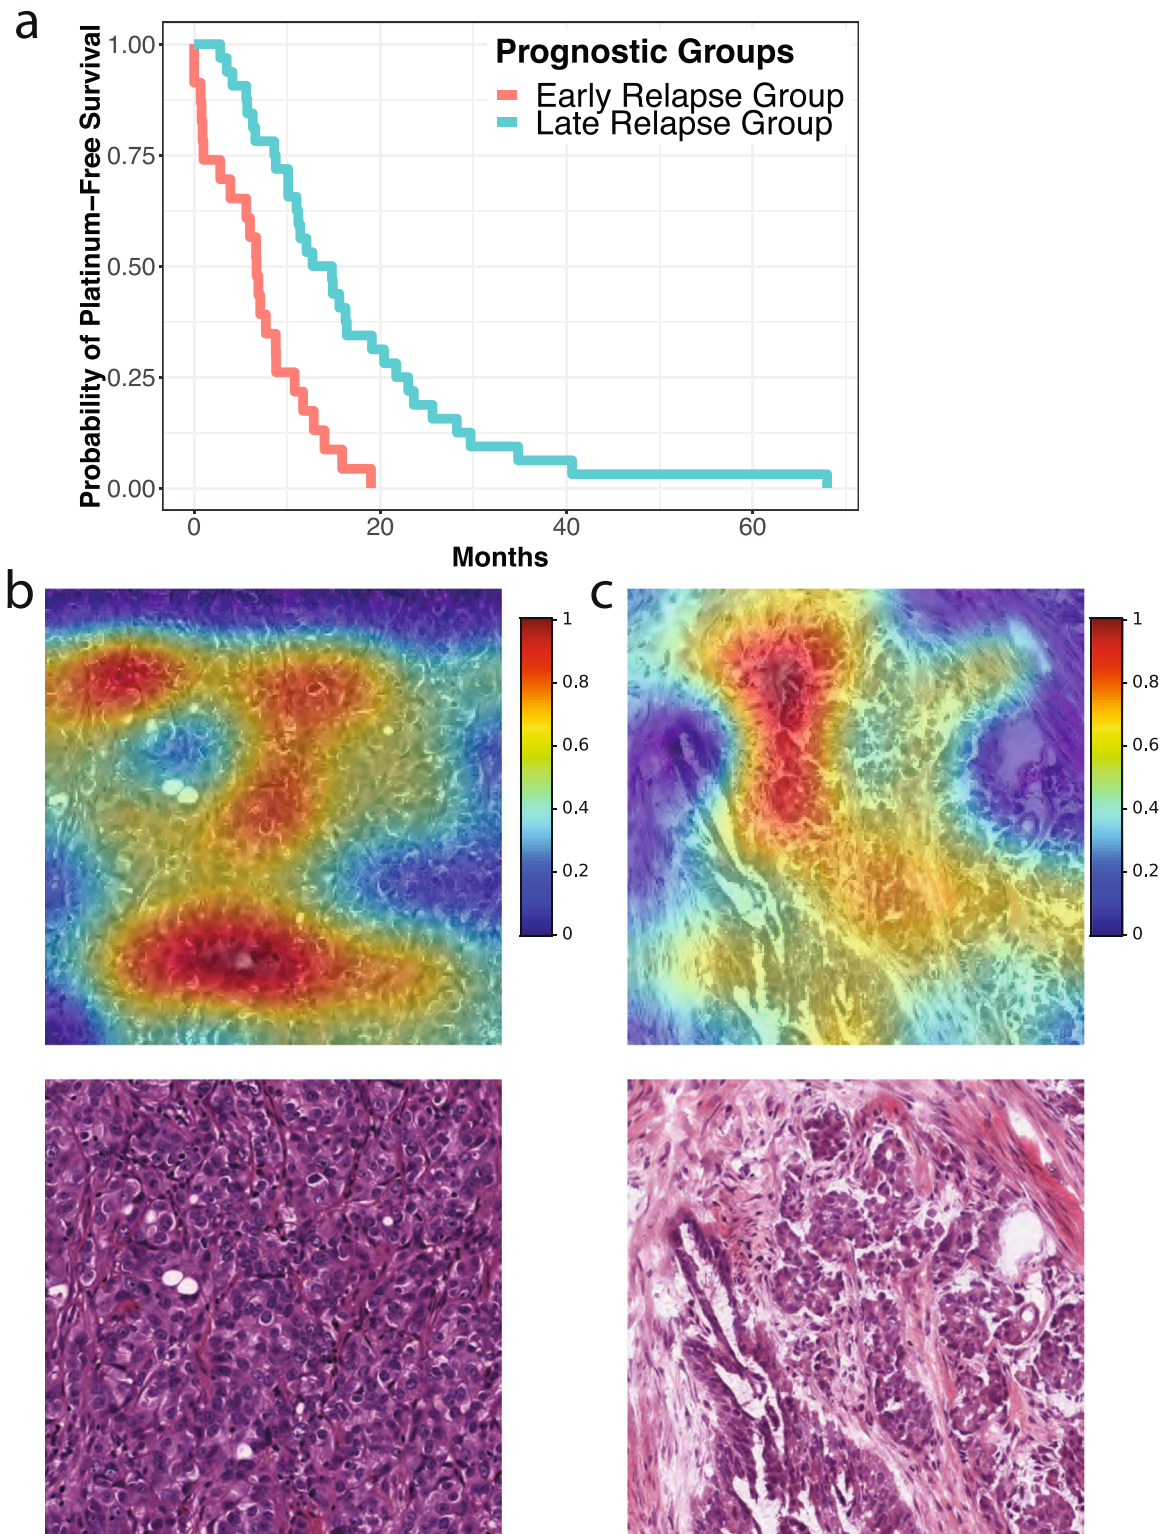 a
Probability of Platinum–Free Survival
1.00
0.75
0.50
0.25
0.00
Prognostic Groups
Early Relapse Group
Late Relapse Group
0 20 40 60
Months
b
1
0.8
0.6
0.4
0.2
0
c
1
0.8
0.6
0.4
0.2
0